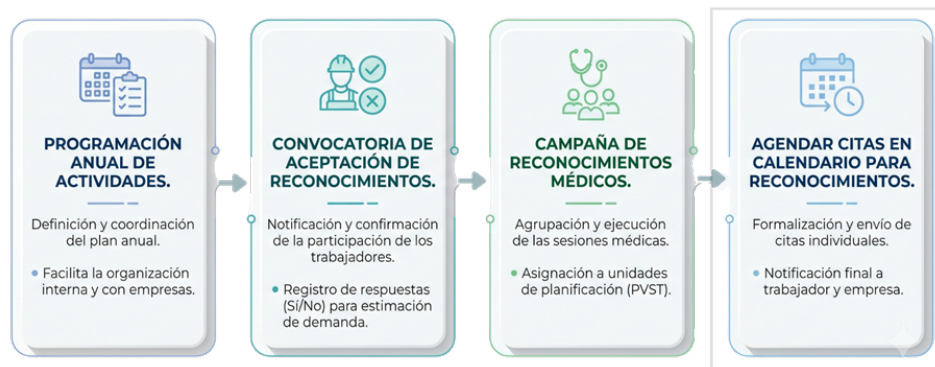 PROGRAMACIÓN
ANUAL DE
ACTIVIDADES.
Definición y coordinación
del plan anual.
• Facilita la organización
interna y con empresas.
CONVOCATORIA DE
ACEPTACIÓN DE
RECONOCIMIENTOS.
Notificación y confirmación
de la participación de los
trabajadores.
• Registro de respuestas
(Sí/No) para estimación
de demanda.
CAMPAÑA DE
RECONOCIMIENTOS
MÉDICOS.
Agrupación y ejecución
de las sesiones médicas.
• Asignación a unidades
de planificación (PVST).
AGENDAR CITAS EN
CALENDARIO PARA
RECONOCIMIENTOS.
Formalización y envío de
citas individuales.
• Notificación final a
trabajador y empresa.